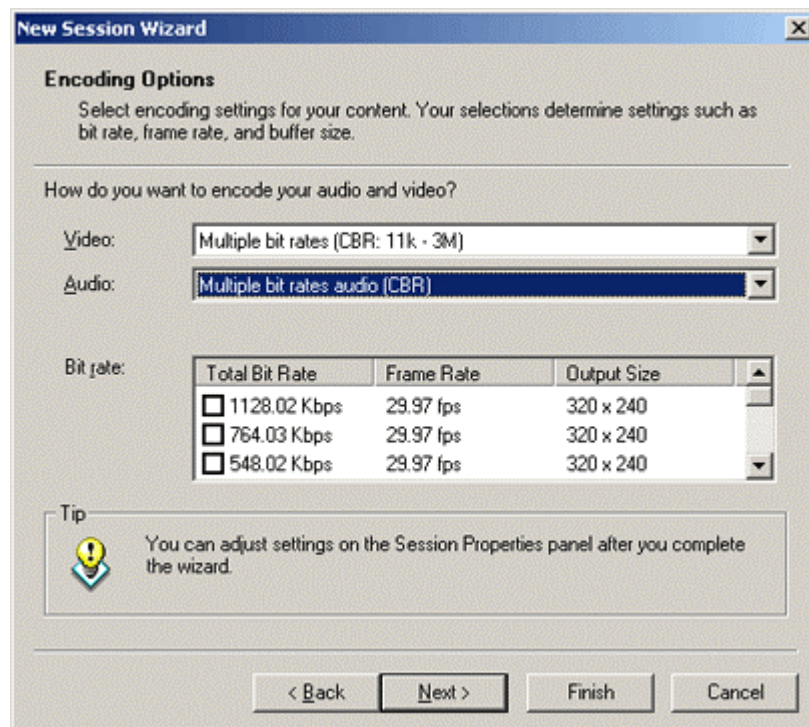 New Session Wizard
Encoding Options
Select encoding settings for your content. Your selections determine settings such as
bit rate, frame rate, and buffer size.
How do you want to encode your audio and video?
Video: Multiple bit rates (CBR: 11k - 3M)
Audio: Multiple bit rates audio (CBR)
Bit rate: Total Bit Rate Frame Rate Output Size
1128.02 Kbps 29.97 fps 320 x 240
764.03 Kbps 29.97 fps 320 x 240
548.02 Kbps 29.97 fps 320 x 240
Tip
You can adjust settings on the Session Properties panel after you complete
the wizard.
< Back Next > Finish Cancel